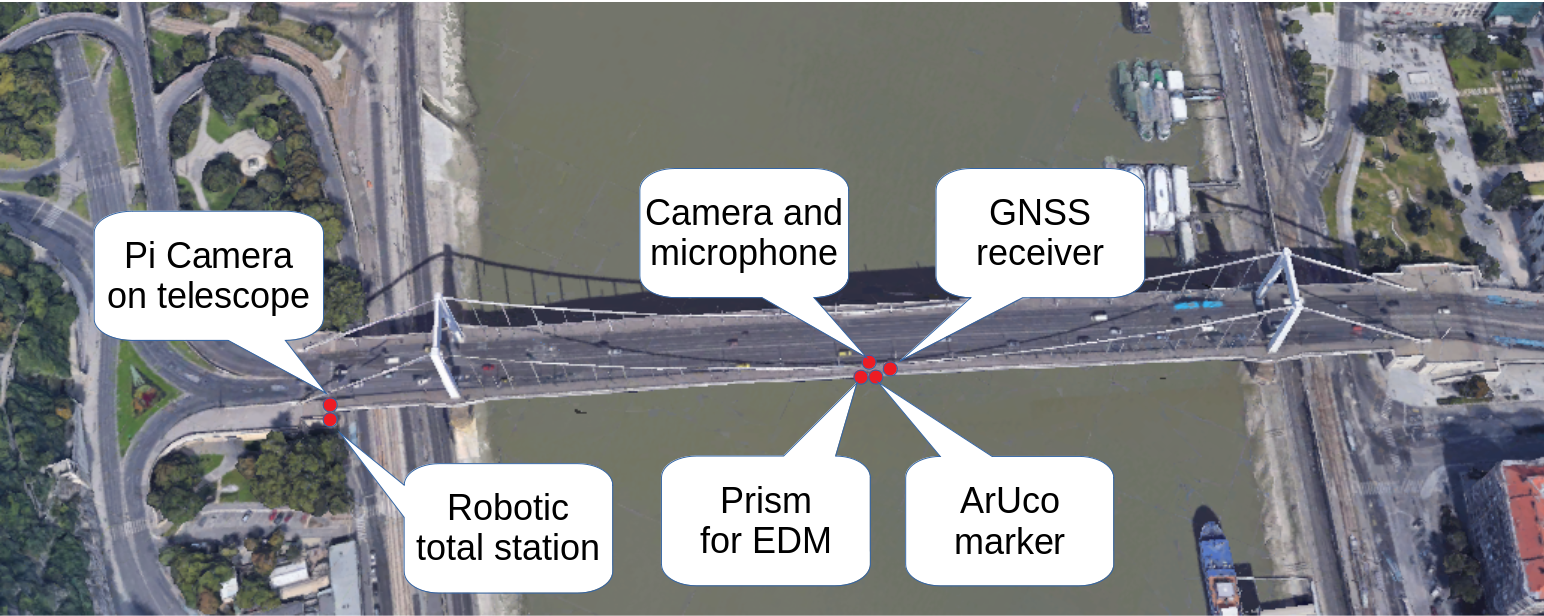 Camera and
microphone
GNSS
receiver
Pi Camera
on telescope
Robotic
total station
Prism
for EDM
ArUco
marker